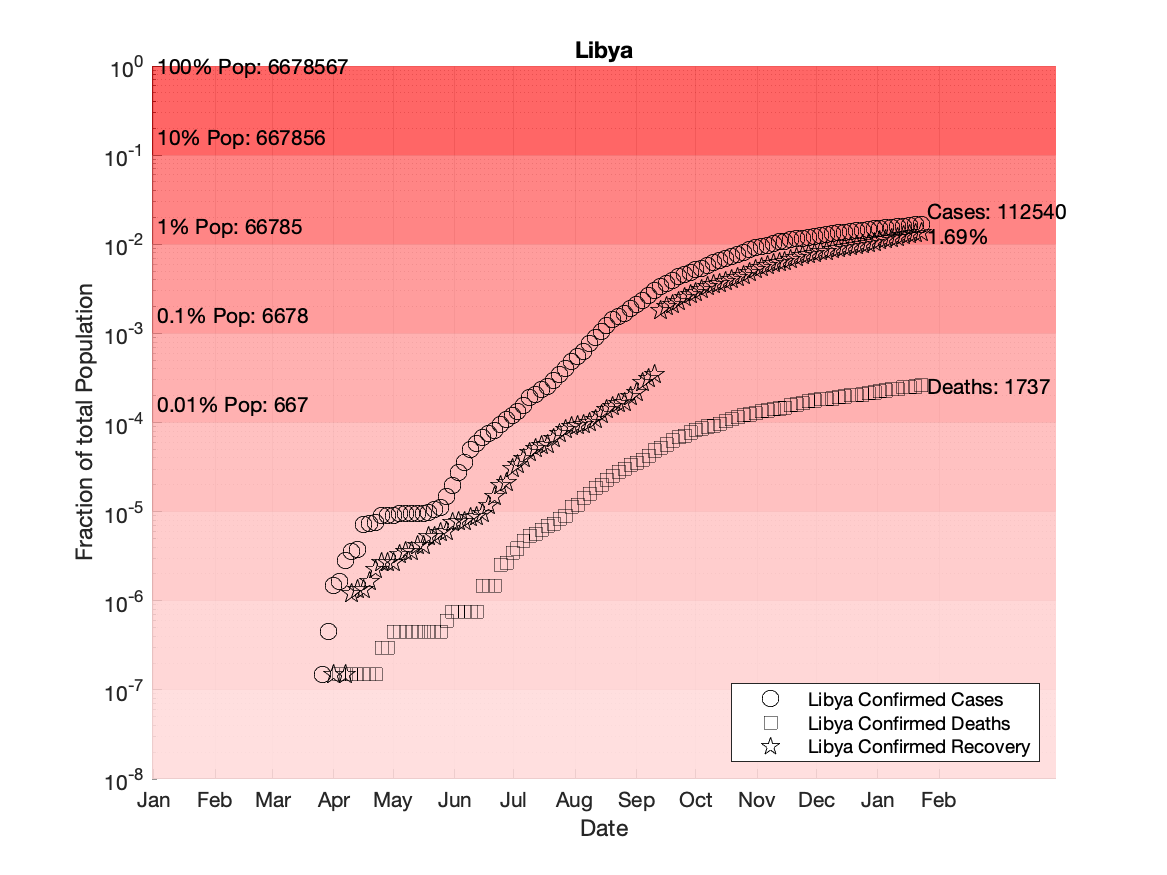 Libya
10^0
100% Pop: 6678567
10% Pop: 667856
10^-1
Cases: 112540
1% Pop: 66785
1.69%
10^-2
0.1% Pop: 6678
10^-3
Deaths: 1737
0.01% Pop: 667
10^-4
10^-5
10^-6
10^-7
10^-8
Fraction of total Population
Libya Confirmed Cases
Libya Confirmed Deaths
Libya Confirmed Recovery
Jan Feb Mar Apr May Jun Jul Aug Sep Oct Nov Dec Jan Feb
Date